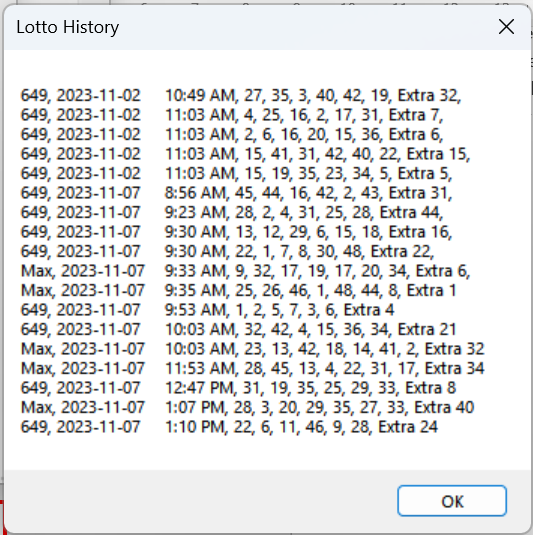 Lotto History
649, 2023-11-02 10:49 AM, 27, 35, 3, 40, 42, 19, Extra 32,
649, 2023-11-02 11:03 AM, 4, 25, 16, 2, 17, 31, Extra 7,
649, 2023-11-02 11:03 AM, 2, 6, 16, 20, 15, 36, Extra 6,
649, 2023-11-02 11:03 AM, 15, 41, 31, 42, 40, 22, Extra 15,
649, 2023-11-02 11:03 AM, 15, 19, 35, 23, 34, 5, Extra 5,
649, 2023-11-07 8:56 AM, 45, 44, 16, 42, 2, 43, Extra 31,
649, 2023-11-07 9:23 AM, 28, 2, 4, 31, 25, 28, Extra 44,
649, 2023-11-07 9:30 AM, 13, 12, 29, 6, 15, 18, Extra 16,
649, 2023-11-07 9:30 AM, 22, 1, 7, 8, 30, 48, Extra 22,
Max, 2023-11-07 9:33 AM, 9, 32, 17, 19, 17, 20, 34, Extra 6,
Max, 2023-11-07 9:35 AM, 25, 26, 46, 1, 48, 44, 8, Extra 1
649, 2023-11-07 9:53 AM, 1, 2, 5, 7, 3, 6, Extra 4
649, 2023-11-07 10:03 AM, 32, 42, 4, 15, 36, 34, Extra 21
Max, 2023-11-07 10:03 AM, 23, 13, 42, 18, 14, 41, 2, Extra 32
Max, 2023-11-07 11:53 AM, 28, 45, 13, 4, 22, 31, 17, Extra 34
649, 2023-11-07 12:47 PM, 31, 19, 35, 25, 29, 33, Extra 8
Max, 2023-11-07 1:07 PM, 28, 3, 20, 29, 35, 27, 33, Extra 40
649, 2023-11-07 1:10 PM, 22, 6, 11, 46, 9, 28, Extra 24
OK